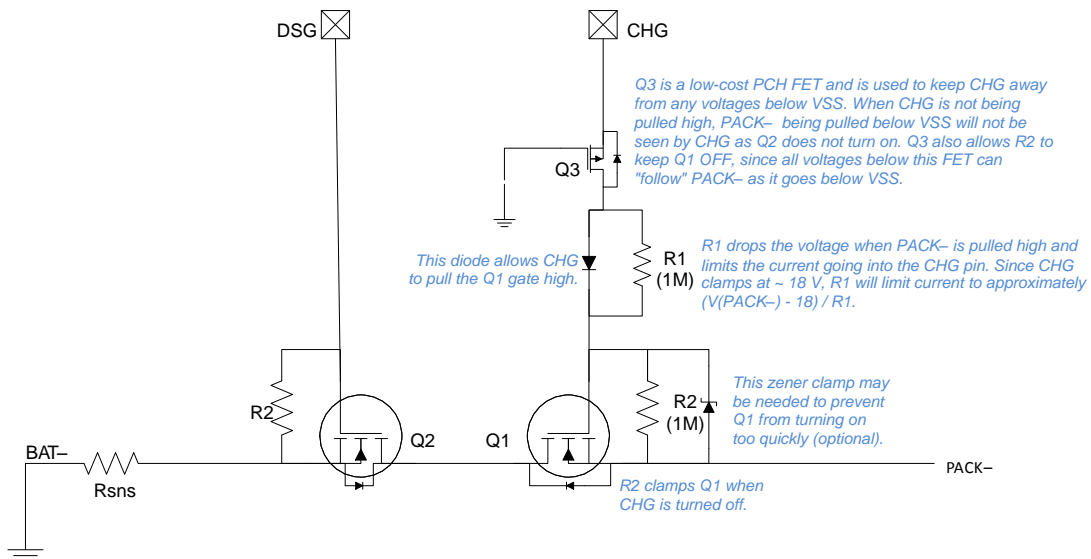 DSG
CHG
Q3 is a low-cost PCH FET and is used to keep CHG away
from any voltages below VSS. When CHG is not being
pulled high, PACK– being pulled below VSS will not be
seen by CHG as Q2 does not turn on. Q3 also allows R2 to
keep Q1 OFF, since all voltages below this FET can
"follow" PACK– as it goes below VSS.
Q3
This diode allows CHG
to pull the Q1 gate high.
R1
(1M)
R1 drops the voltage when PACK– is pulled high and
limits the current going into the CHG pin. Since CHG
clamps at ~ 18 V, R1 will limit current to approximately
(V(PACK–) - 18) / R1.
R2
Q2
Q1
R2
(1M)
This zener clamp may
be needed to prevent
Q1 from turning on
too quickly (optional).
BAT–
Rsns
PACK–
R2 clamps Q1 when
CHG is turned off.